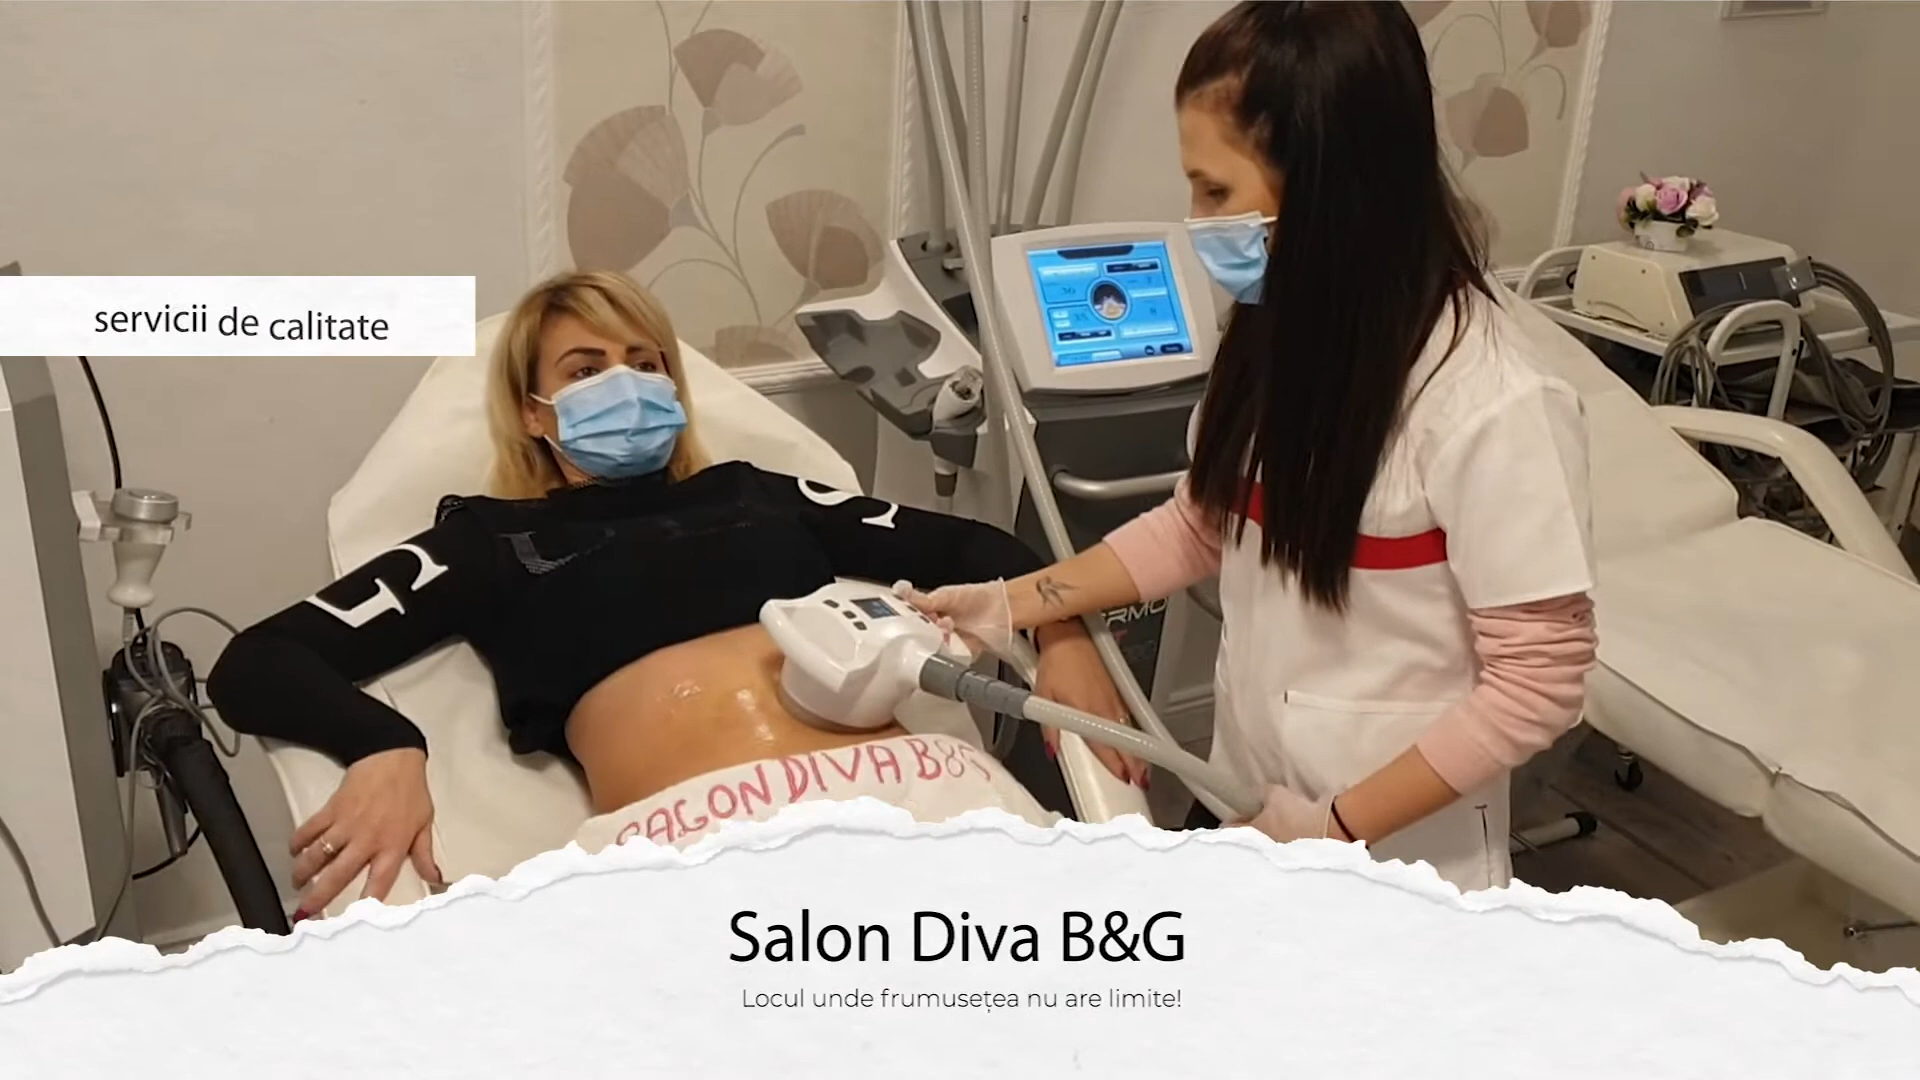 servicii de calitate
SALON DIVA B&G
Salon Diva B&G
Locul unde frumusețea nu are limite!